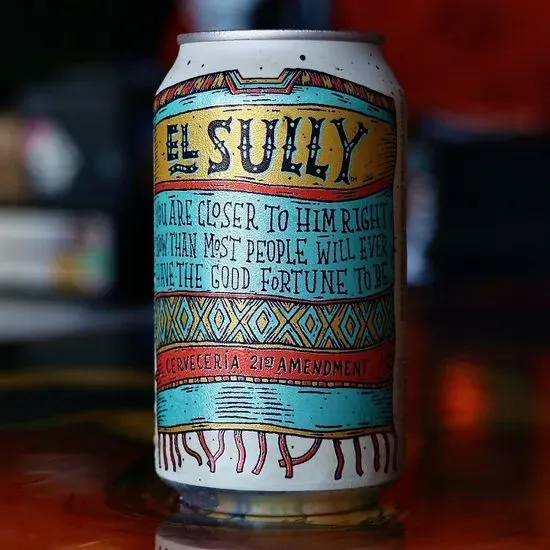 EL SULLY
YOU ARE CLOSER TO HIM RIGHT
NOW THAN MOST PEOPLE WILL EVER
HAVE THE GOOD FORTUNE TO BE
CERVECERIA 21ST AMENDMENT